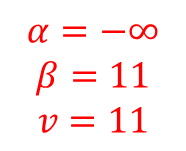 α = −∞
β = 11
v = 11